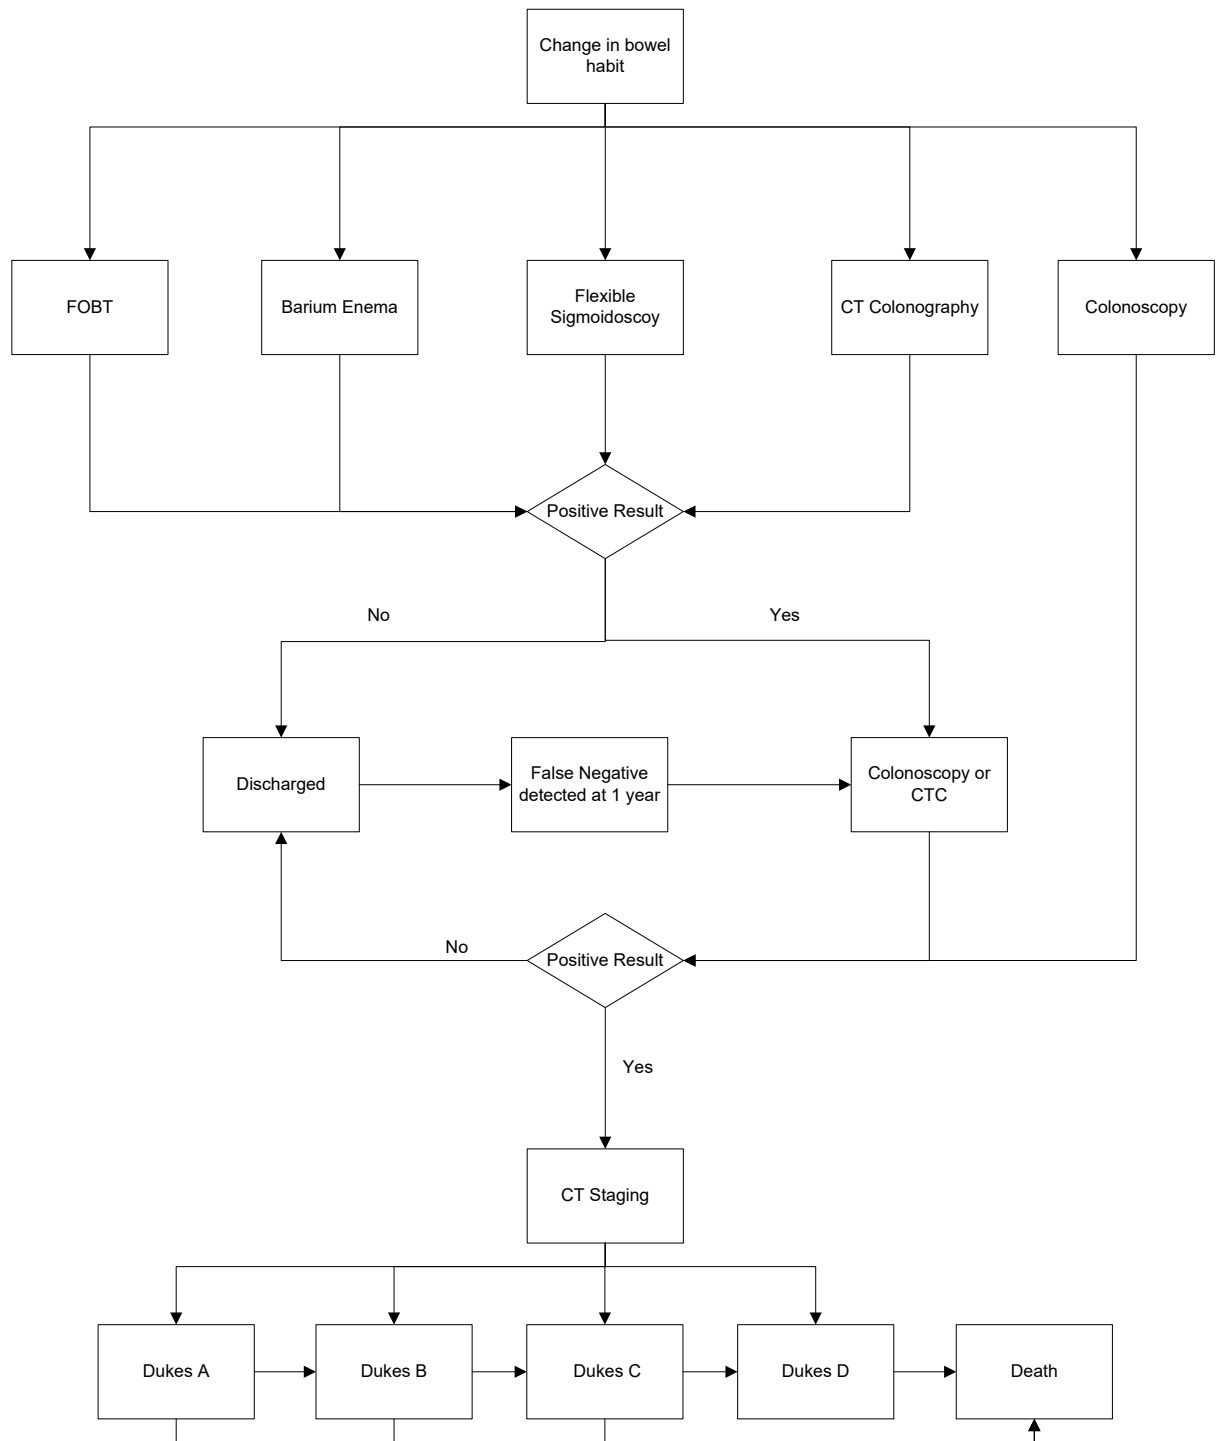 Change in bowel
habit
FOBT
Barium Enema
Flexible
Sigmoidoscoy
CT Colonography
Colonoscopy
Positive Result
No
Yes
Discharged
False Negative
detected at 1 year
Colonoscopy or
CTC
No
Positive Result
Yes
CT Staging
Dukes A
Dukes B
Dukes C
Dukes D
Death